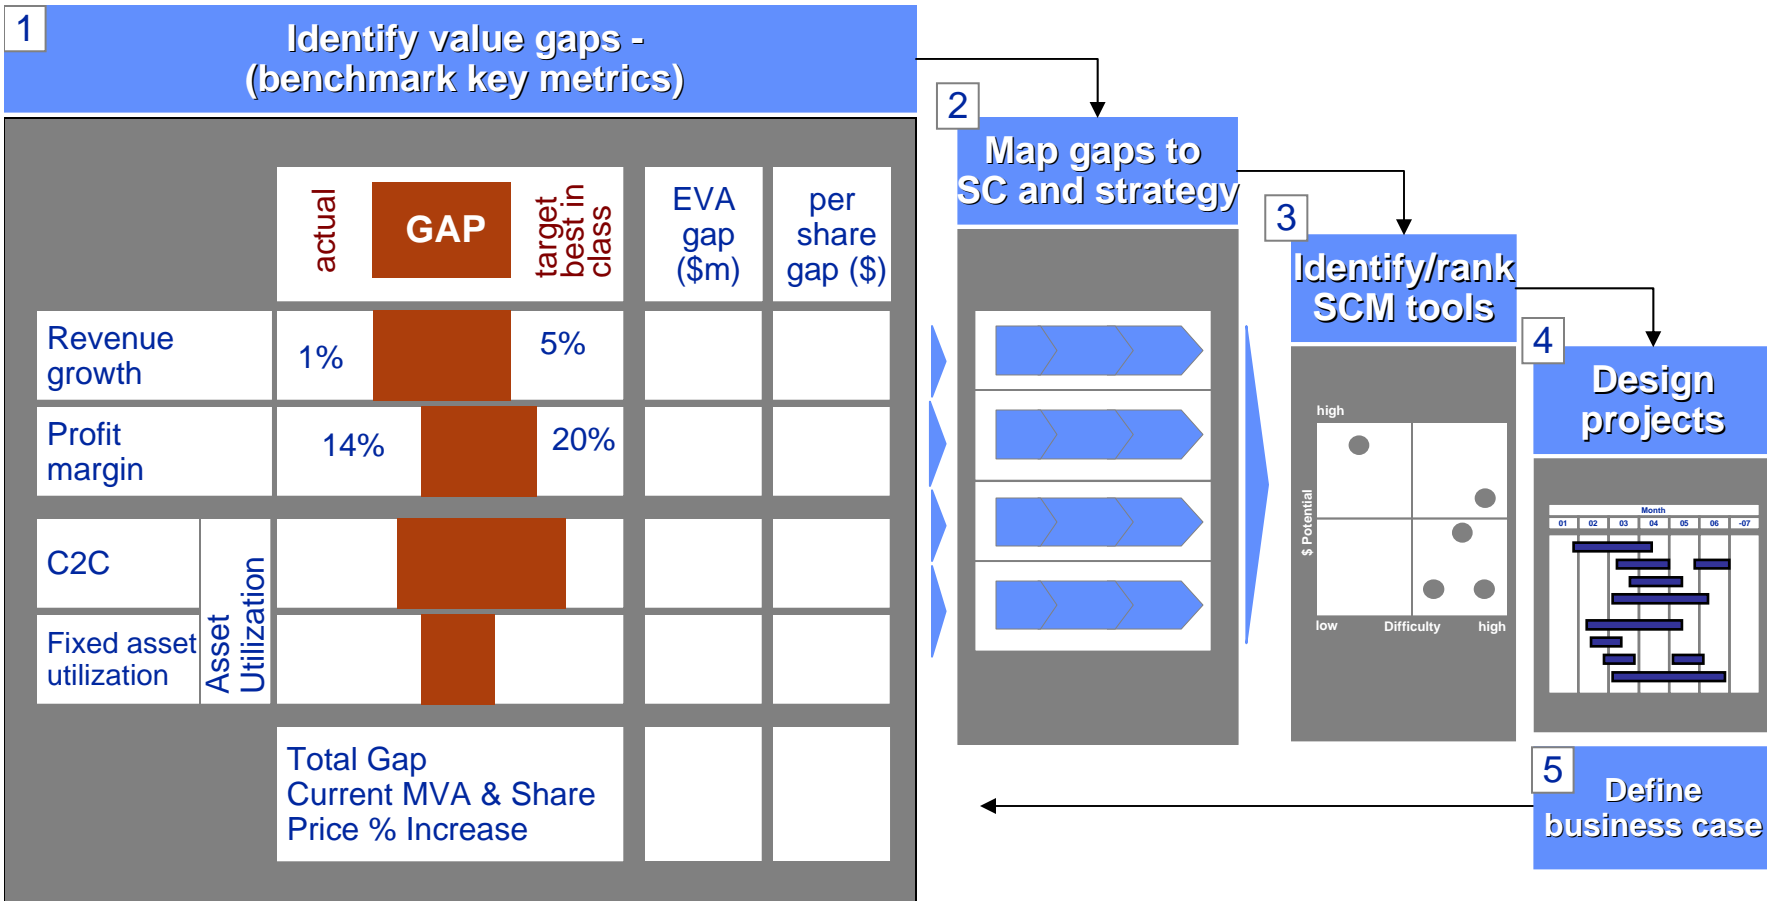 1
Identify value gaps -
(benchmark key metrics)
actual
GAP
target
best in
class
EVA
gap
($m)
per
share
gap ($)
Revenue
growth
1%
5%
Profit
margin
14%
20%
C2C
Fixed asset
utilization
Asset
Utilization
Total Gap
Current MVA & Share
Price % Increase
2
Map gaps to
SC and strategy
3
Identify/rank
SCM tools
high
$ Potential
low
Difficulty
high
4
Design
projects
Month
01 02 03 04 05 06 -07
5
Define
business case